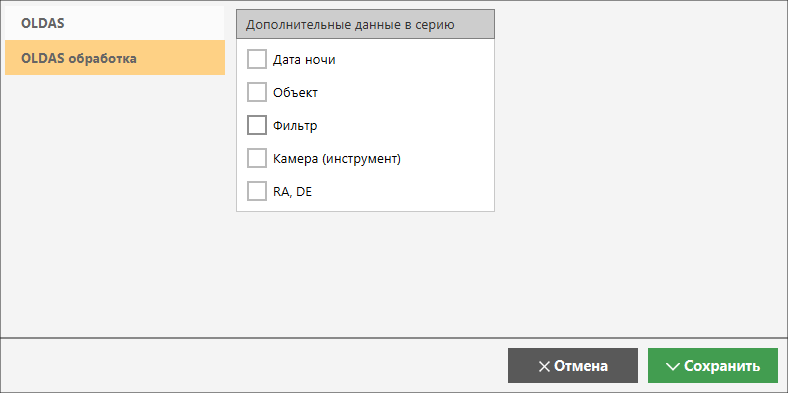 OLDAS
OLDAS обработка
Дополнительные данные в серию
Дата ночи
Объект
Фильтр
Камера (инструмент)
RA, DE
Отмена
Сохранить